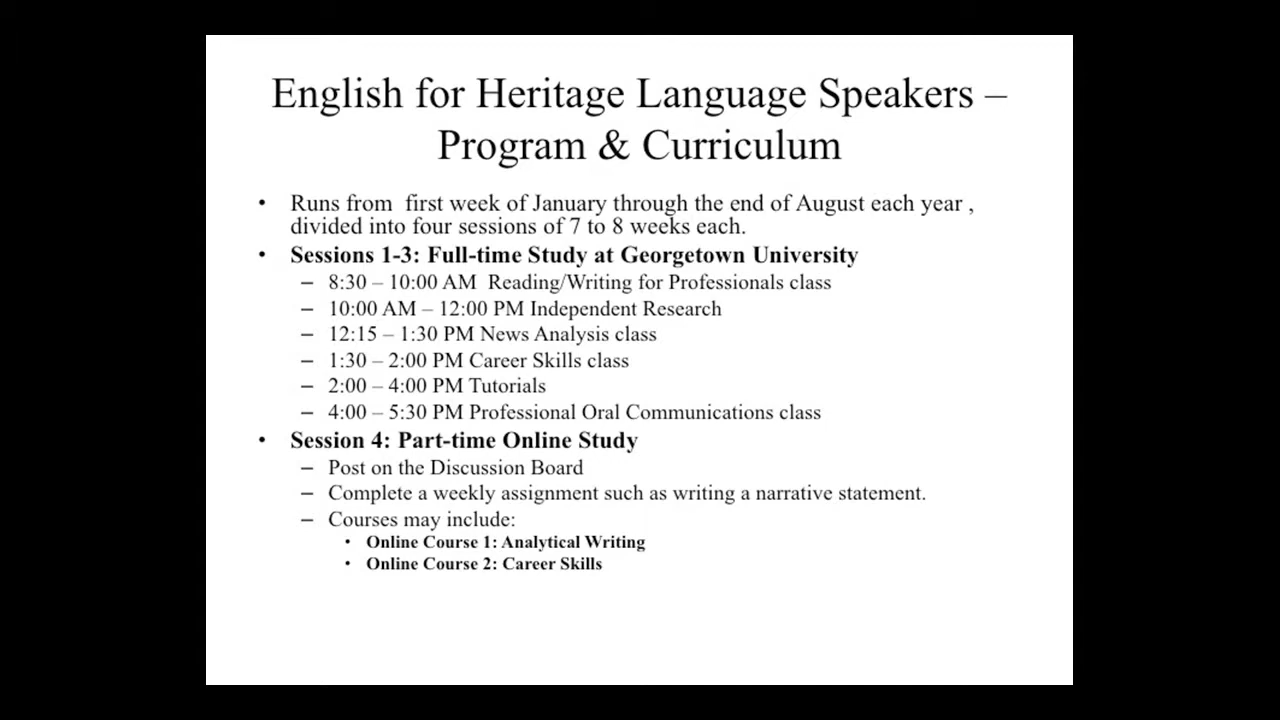 English for Heritage Language Speakers –
Program & Curriculum
• Runs from  first week of January through the end of August each year ,
divided into four sessions of 7 to 8 weeks each.
• Sessions 1-3: Full-time Study at Georgetown University
– 8:30 – 10:00 AM  Reading/Writing for Professionals class
– 10:00 AM – 12:00 PM Independent Research
– 12:15 – 1:30 PM News Analysis class
– 1:30 – 2:00 PM Career Skills class
– 2:00 – 4:00 PM Tutorials
– 4:00 – 5:30 PM Professional Oral Communications class
• Session 4: Part-time Online Study
– Post on the Discussion Board
– Complete a weekly assignment such as writing a narrative statement.
– Courses may include:
• Online Course 1: Analytical Writing
• Online Course 2: Career Skills